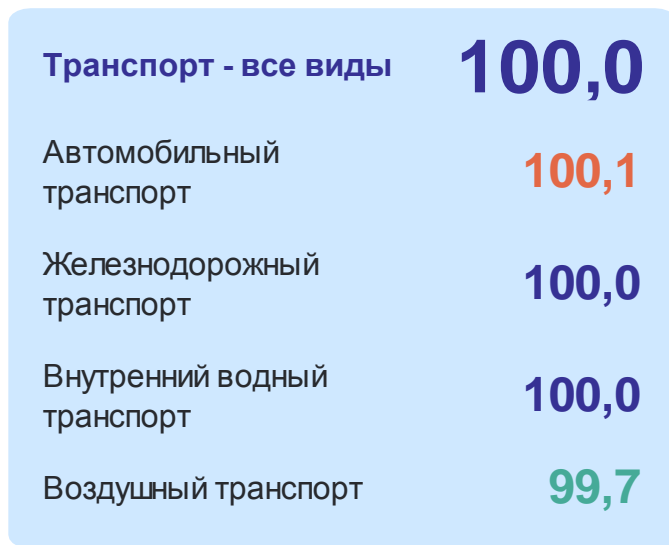 Транспорт - все виды 100,0
Автомобильный
транспорт 100,1
Железнодорожный
транспорт 100,0
Внутренний водный
транспорт 100,0
Воздушный транспорт 99,7